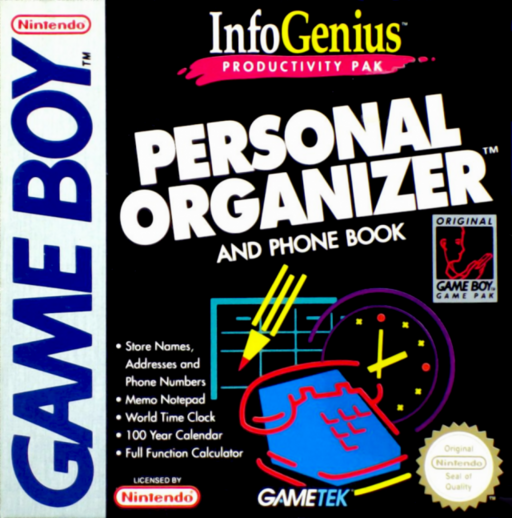 Nintendo
GAME BOY™
InfoGenius™
PRODUCTIVITY PAK
PERSONAL
ORGANIZER™
AND PHONE BOOK
ORIGINAL
GAME BOY™
GAME PAK
• Store Names,
Addresses and
Phone Numbers
• Memo Notepad
• World Time Clock
• 100 Year Calendar
• Full Function Calculator
LICENSED BY
Nintendo
GAMETEK
Original
Nintendo
Seal of
Quality